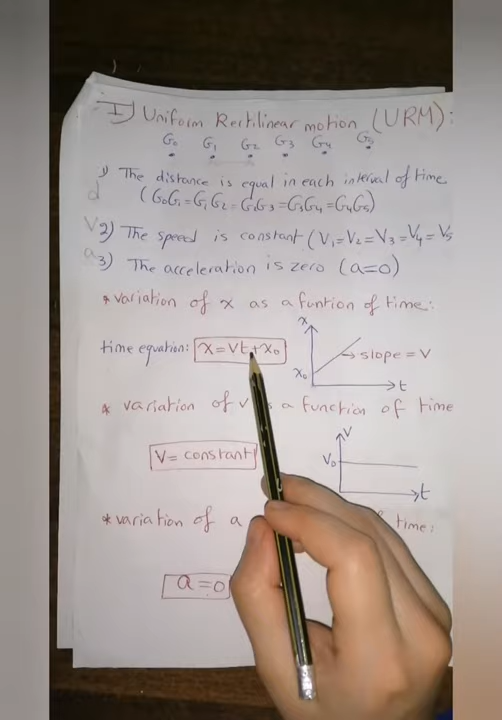 I) Uniform Rectilinear motion (URM):
G₀ G₁ G₂ G₃ G₄ G₅
1) The distance is equal in each interval of time
d
(G₀G₁=G₁G₂=G₂G₃=G₃G₄=G₄G₅)
V 2) The speed is constant (V₁=V₂=V₃=V₄=V₅
a 3) The acceleration is zero (a=0)
* variation of x as a funtion of time:
time equation: x=Vt+x₀
x
slope = V
x₀
t
* variation of v a function of time
V= constant
V
V₀
t
*variation of a time:
a=0